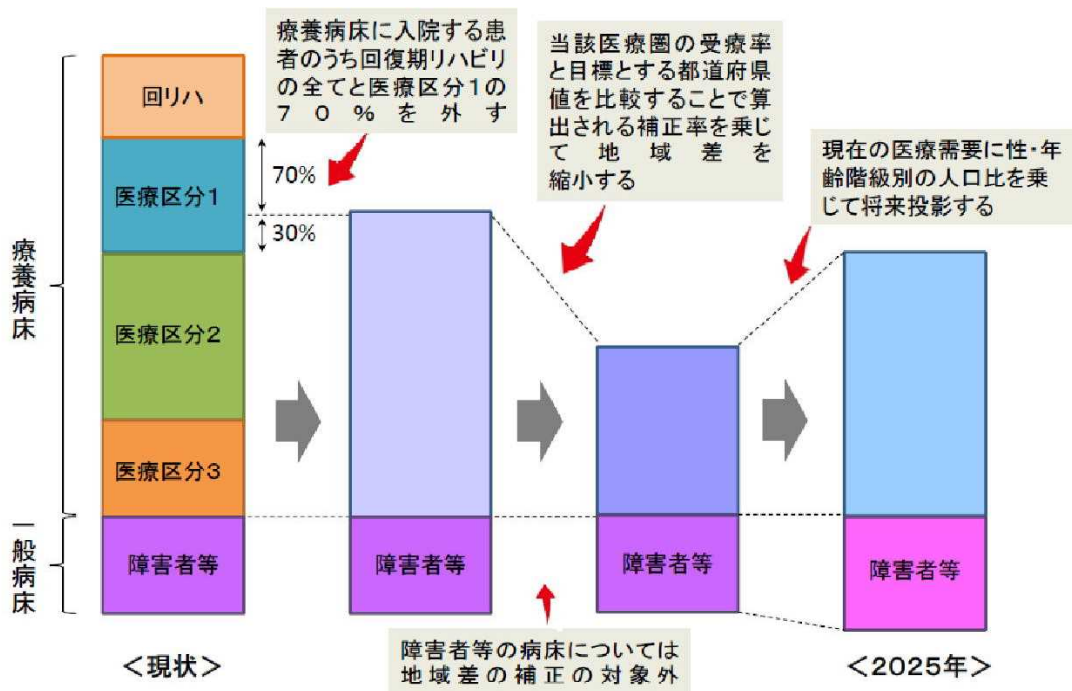 療養病床に入院する患
者のうち回復期リハビリ
の全てと医療区分1の
70%を外す
当該医療圏の受療率
と目標とする都道府県
値を比較することで算
出される補正率を乗じ
て地域差を
縮小する
現在の医療需要に性・年
齢階級別の人口比を乗
じて将来投影する
療養病床
一般病床
回リハ
医療区分1
70%
30%
医療区分2
医療区分3
障害者等
障害者等
障害者等
障害者等
障害者等の病床については
地域差の補正の対象外
<現状>
<2025年>